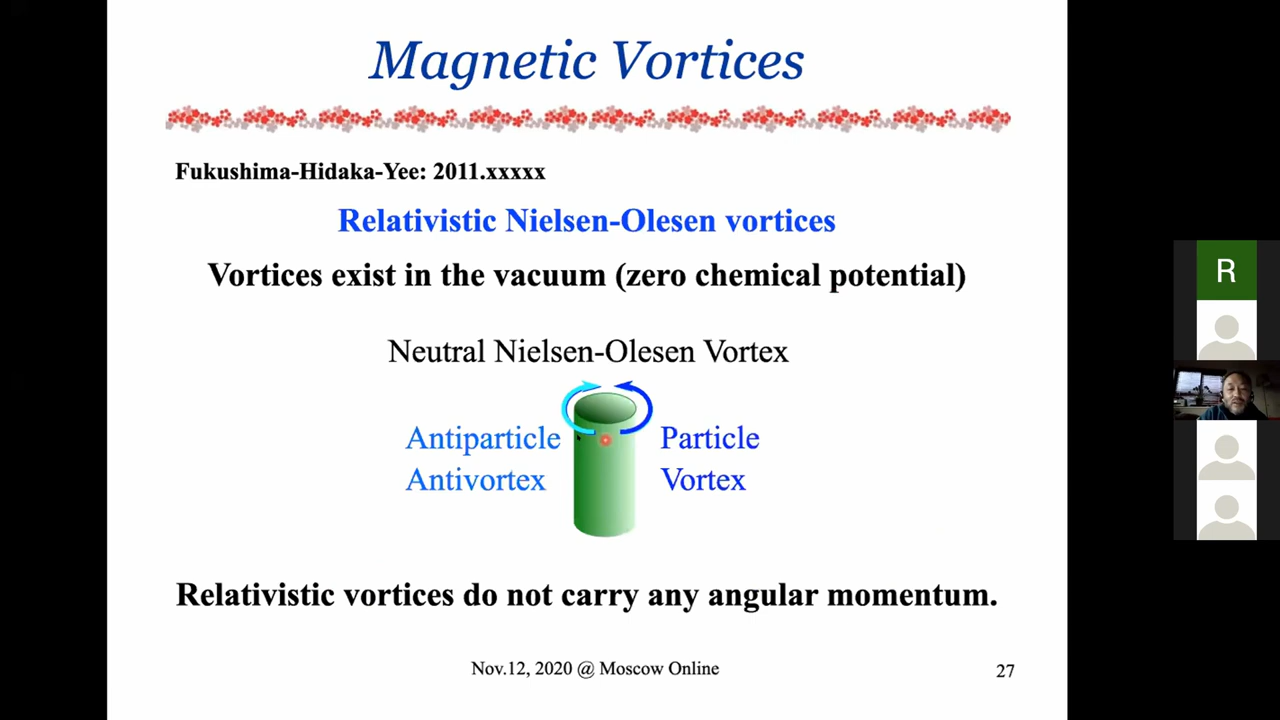 Magnetic Vortices
Fukushima-Hidaka-Yee: 2011.xxxxx
Relativistic Nielsen-Olesen vortices
Vortices exist in the vacuum (zero chemical potential)
Neutral Nielsen-Olesen Vortex
Antiparticle
Antivortex
Particle
Vortex
Relativistic vortices do not carry any angular momentum.
Nov.12, 2020 @ Moscow Online
27
R